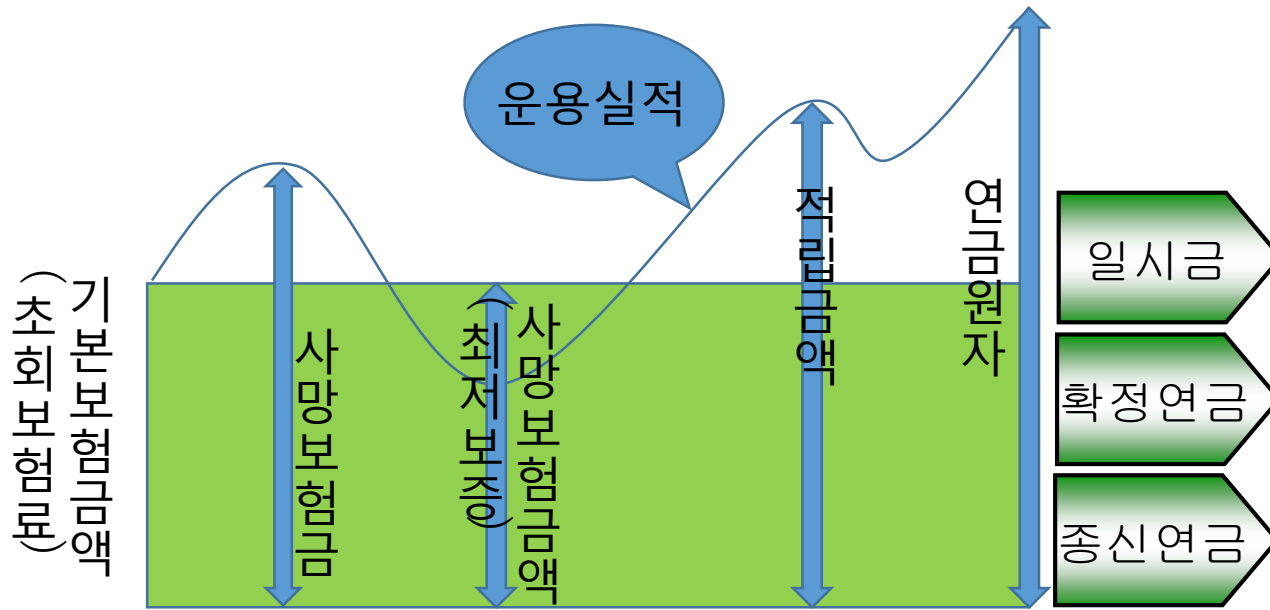 운용실적
기본보험금액
(초회보험료)
사망보험금
사망보험금액
(최저보증)
적립금액
연금원자
일시금
확정연금
종신연금